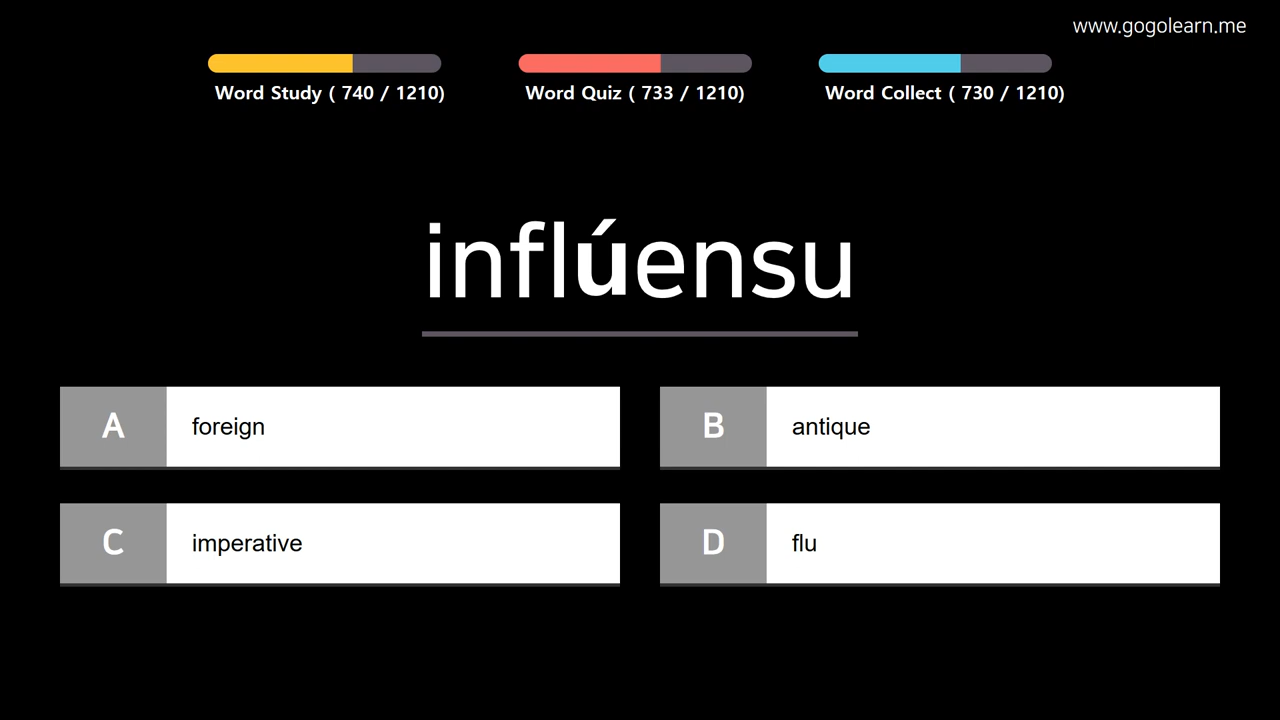 www.gogolearn.me
Word Study ( 740 / 1210)
Word Quiz ( 733 / 1210)
Word Collect ( 730 / 1210)
inflúensu
A foreign
B antique
C imperative
D flu